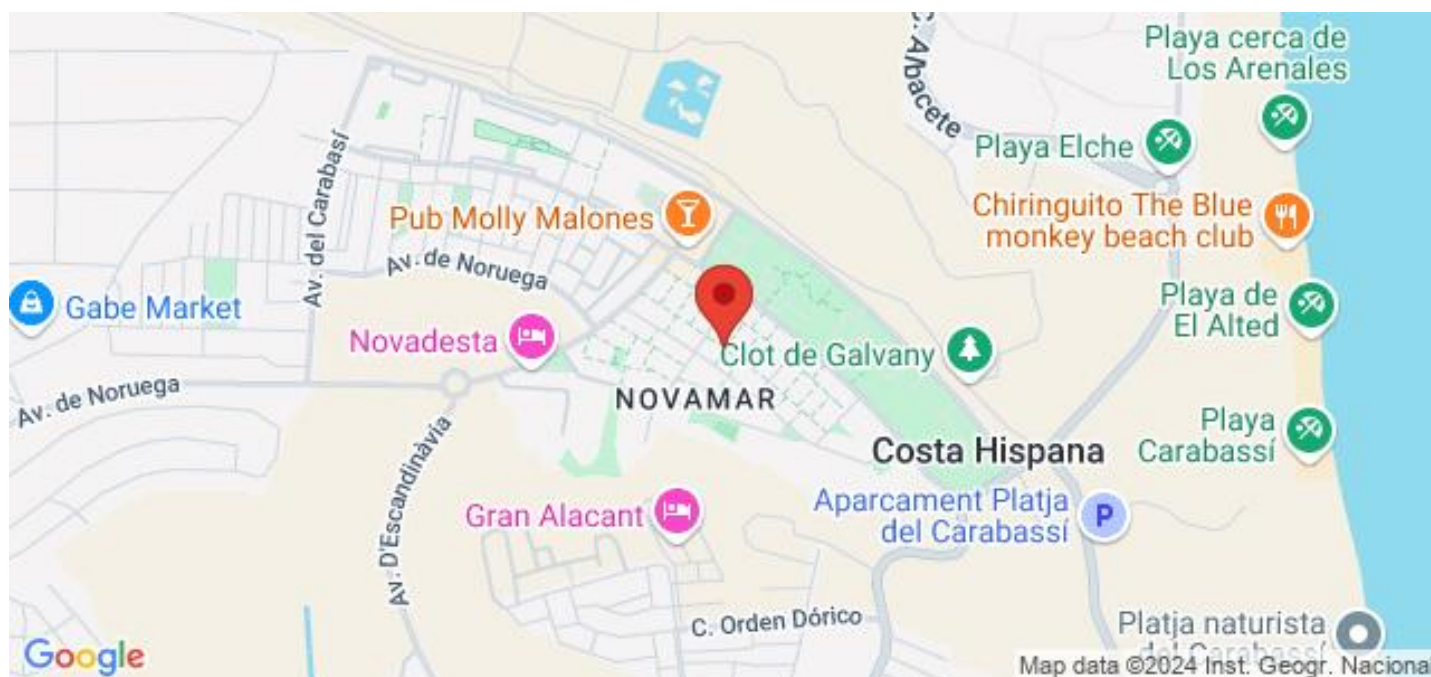 C. Albacete
Playa cerca de
Los Arenales
Playa Elche
Av. del Carabasí
Pub Molly Malones
Chiringuito The Blue
monkey beach club
Av. de Noruega
Gabe Market
Playa de
El Alted
Novadesta
Clot de Galvany
Av. de Noruega
NOVAMAR
Playa
Carabassí
Costa Hispana
Av. D'Escandinàvia
Gran Alacant
Aparcament Platja
del Carabassí
P
C. Orden Dórico
Platja naturista
del Carabassí
Google
Map data ©2024 Inst. Geogr. Nacional